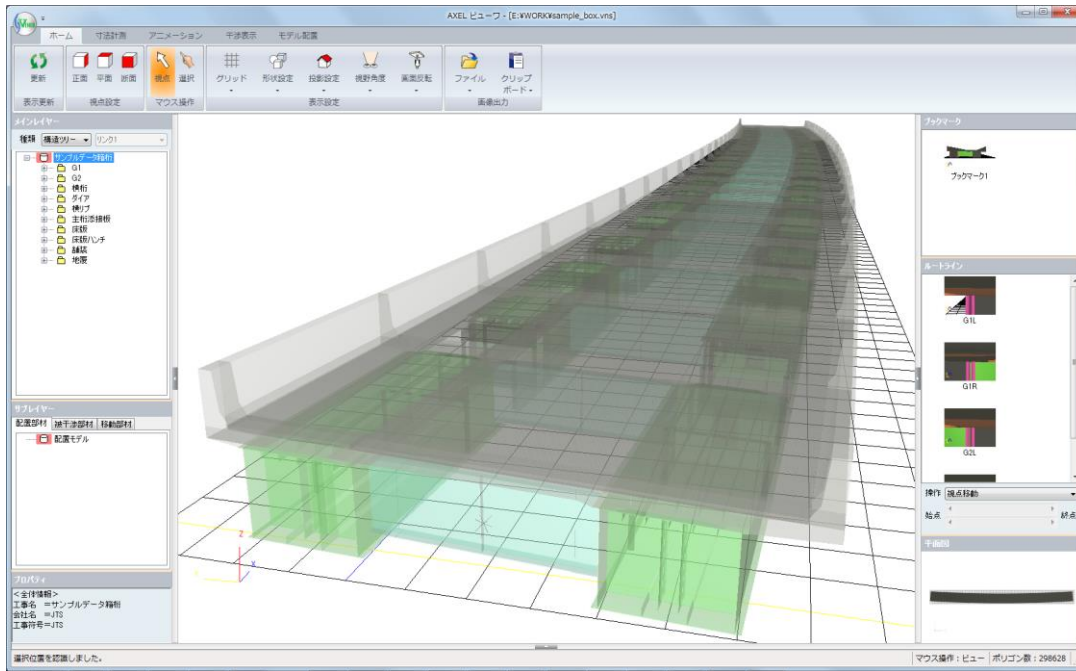 AXEL ビューワ - [E:¥WORK¥sample_box.vns]
ホーム 寸法計測 アニメーション 干渉表示 モデル配置
更新 正面 平面 断面 視点 選択 グリッド 形状設定 投影設定 視野角度 画面反転 ファイル クリップ
ボード
表示更新 視点設定 マウス操作 表示設定 画像出力
メインレイヤー
種類 構造ツリー リンク1
サンプルデータ箱桁
G1
G2
横桁
ダイア
横リブ
主桁添接板
床版
床版ハンチ
舗装
地覆
サブレイヤー
配置部材 被干渉部材 移動部材
配置モデル
プロパティ
<全体情報>
工事名 =サンプルデータ箱桁
会社名 =JTS
工事符号=JTS
Z
X
ブックマーク
ブックマーク1
ルートライン
G1L
G1R
G2L
操作 視点移動
始点 終点
平面図
選択位置を認識しました。
マウス操作:ビュー ポリゴン数:298628